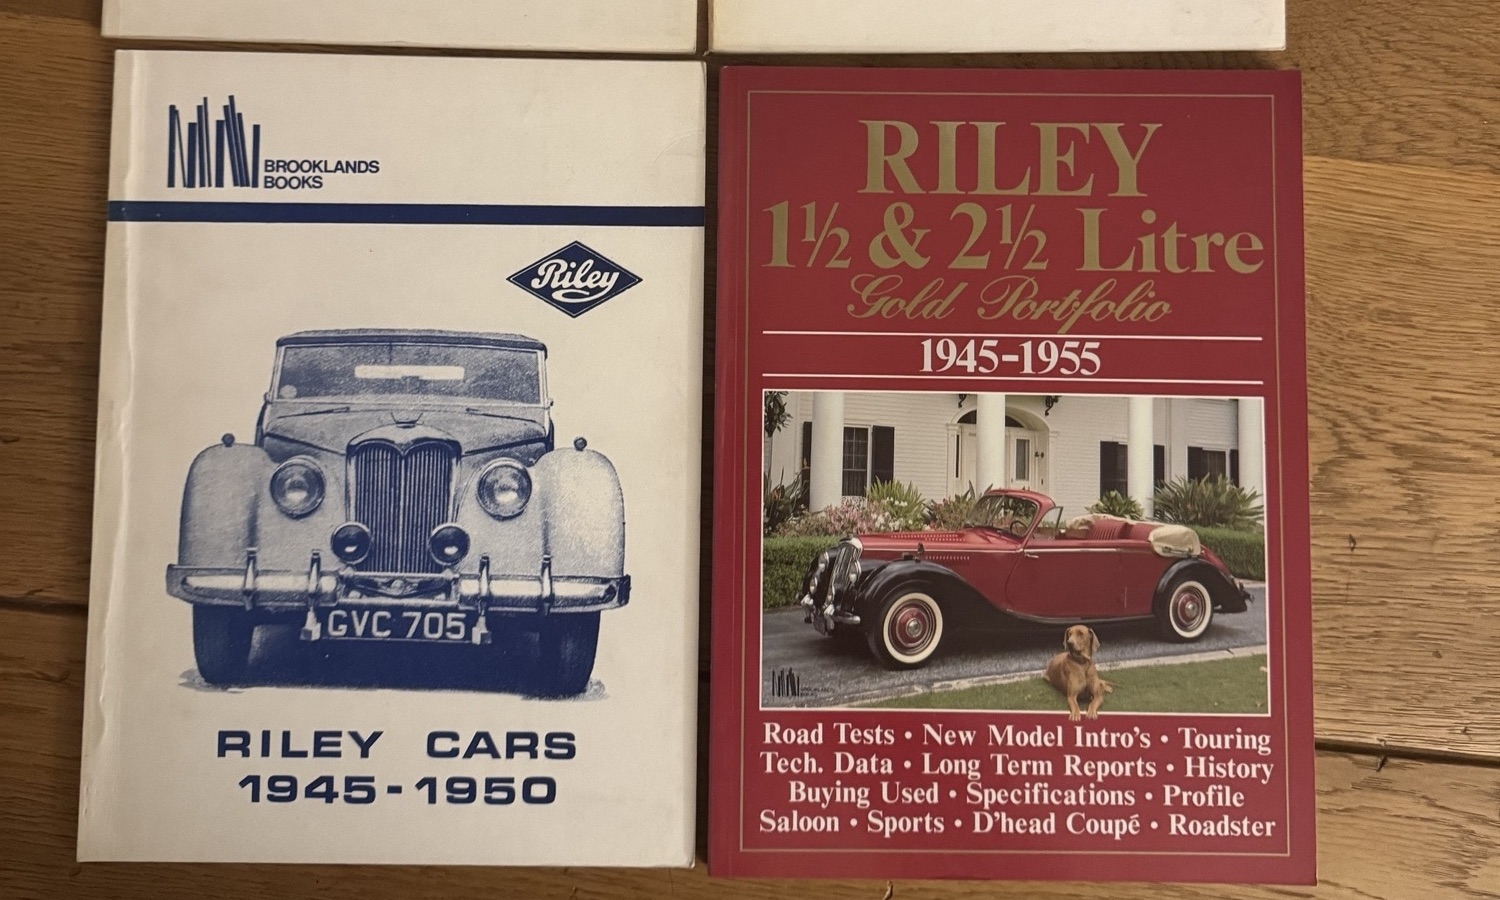 BROOKLANDS
BOOKS
Riley
GVC 705
RILEY CARS
1945-1950
RILEY
1½ & 2½ Litre
Gold Portfolio
1945-1955
Road Tests • New Model Intro's • Touring
Tech. Data • Long Term Reports • History
Buying Used • Specifications • Profile
Saloon • Sports • D'head Coupé • Roadster